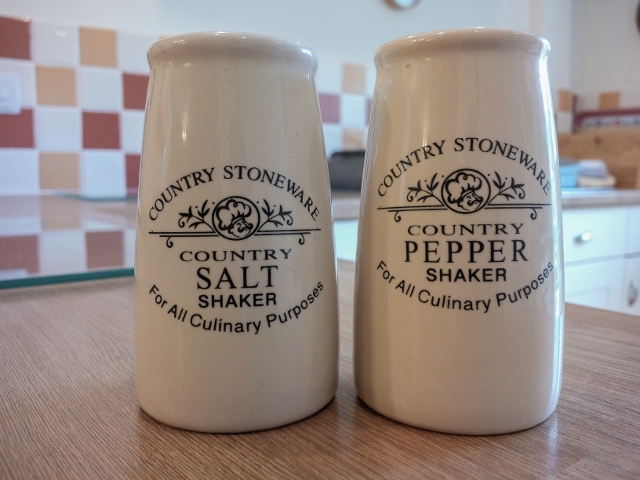 COUNTRY STONEWARE
COUNTRY
SALT
SHAKER
For All Culinary Purposes
COUNTRY STONEWARE
COUNTRY
PEPPER
SHAKER
For All Culinary Purposes